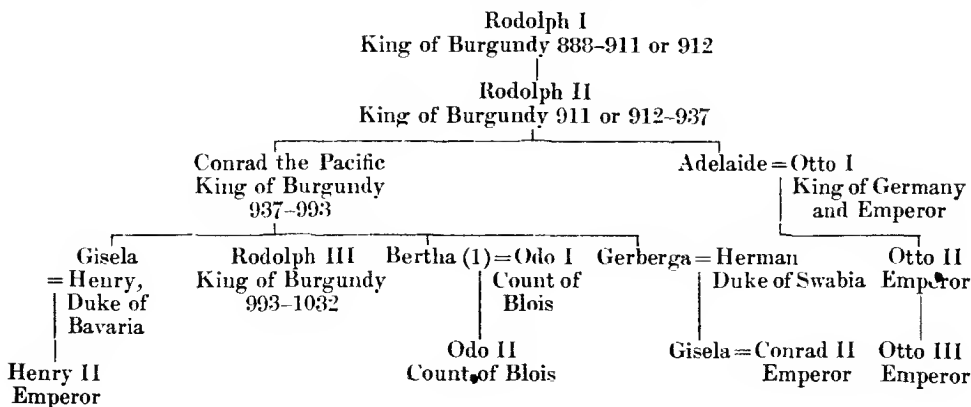 Rodolph I
King of Burgundy 888-911 or 912
Rodolph II
King of Burgundy 911 or 912-937
Conrad the Pacific
King of Burgundy
937-993
Adelaide = Otto I
King of Germany
and Emperor
Gisela
= Henry,
Duke of
Bavaria
Rodolph III
King of Burgundy
993-1032
Bertha (1) = Odo I
Count of
Blois
Gerberga = Herman
Duke of Swabia
Otto II
Emperor
Henry II
Emperor
Odo II
Count of Blois
Gisela = Conrad II
Emperor
Otto III
Emperor